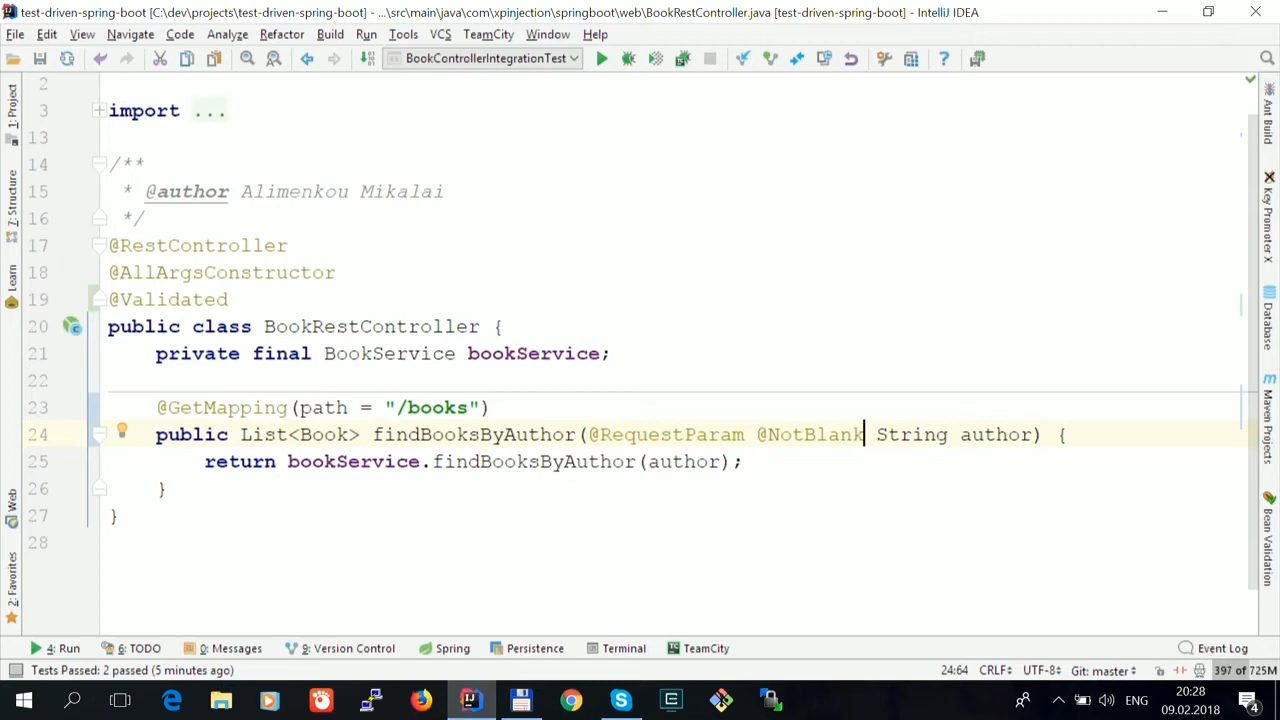 test-driven-spring-boot [C:\dev\projects\test-driven-spring-boot] - ...\src\main\java\com\xpinjection\springboot\web\BookRestController.java [test-driven-spring-boot] - IntelliJ IDEA
File Edit View Navigate Code Analyze Refactor Build Run Tools VCS TeamCity Window Help
BookControllerIntegrationTest
2
3 import ...
13
14 /**
15 * @author Alimenkou Mikalai
16 */
17 @RestController
18 @AllArgsConstructor
19 @Validated
20 public class BookRestController {
21 private final BookService bookService;
22
23 @GetMapping(path = "/books")
24 public List<Book> findBooksByAuthor(@RequestParam @NotBlank String author) {
25 return bookService.findBooksByAuthor(author);
26 }
27 }
28
1: Project
7: Structure
Learn
Web
2: Favorites
Ant Build
Key Promoter X
Database
Maven Projects
Bean Validation
4: Run 6: TODO 0: Messages 9: Version Control Spring Persistence Terminal TeamCity Event Log
Tests Passed: 2 passed (5 minutes ago) 24:64 CRLF UTF-8 Git: master 397 of 725M
ENG 20:28
09.02.2018 4